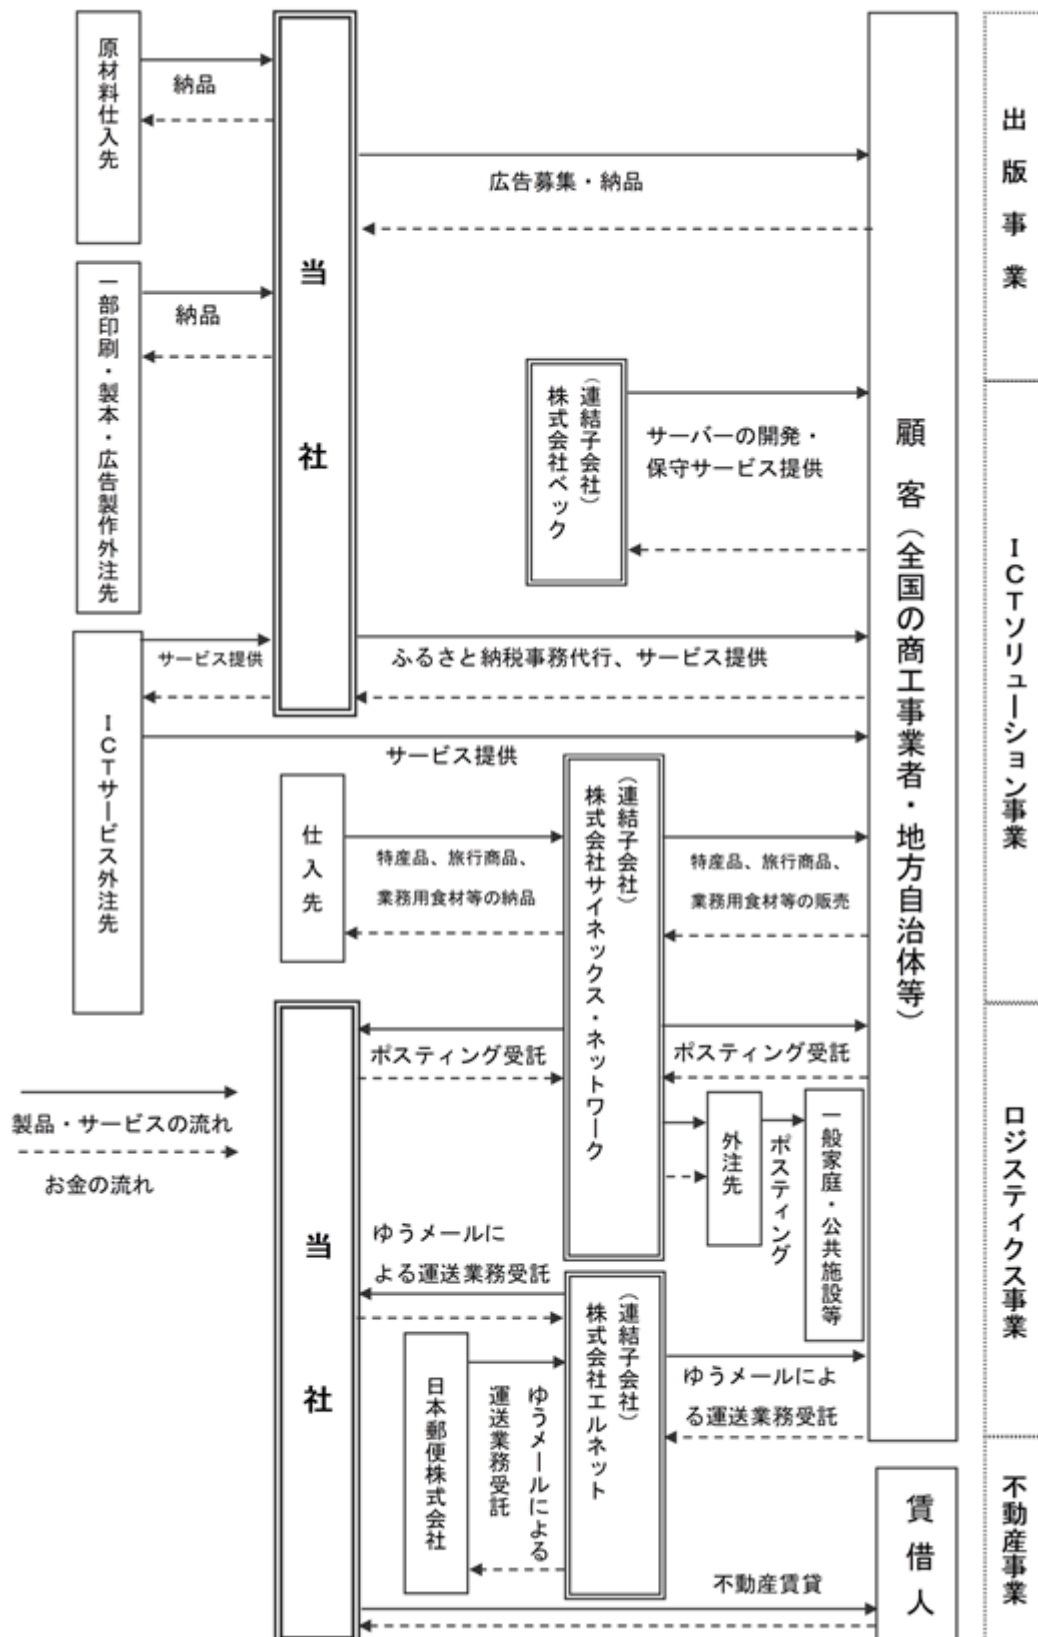 原材料仕入先
納品
当社
広告募集・納品
出版事業
一部印刷・製本・広告製作外注先
納品
（連結子会社）
株式会社ベック
サーバーの開発・
保守サービス提供
顧客（全国の商工事業者・地方自治体等）
ICTソリューション事業
ICTサービス外注先
サービス提供
ふるさと納税事務代行、サービス提供
サービス提供
仕入先
特産品、旅行商品、
業務用食材等の納品
（連結子会社）
株式会社サイネックス・ネットワーク
特産品、旅行商品、
業務用食材等の販売
当社
ポスティング受託
ポスティング受託
外注先
ポスティング
一般家庭・公共施設等
ロジスティクス事業
製品・サービスの流れ
お金の流れ
ゆうメールに
よる運送業務受託
（連結子会社）
株式会社エルネット
日本郵便株式会社
ゆうメールによる
運送業務受託
ゆうメールによ
る運送業務受託
不動産賃貸
賃借人
不動産事業